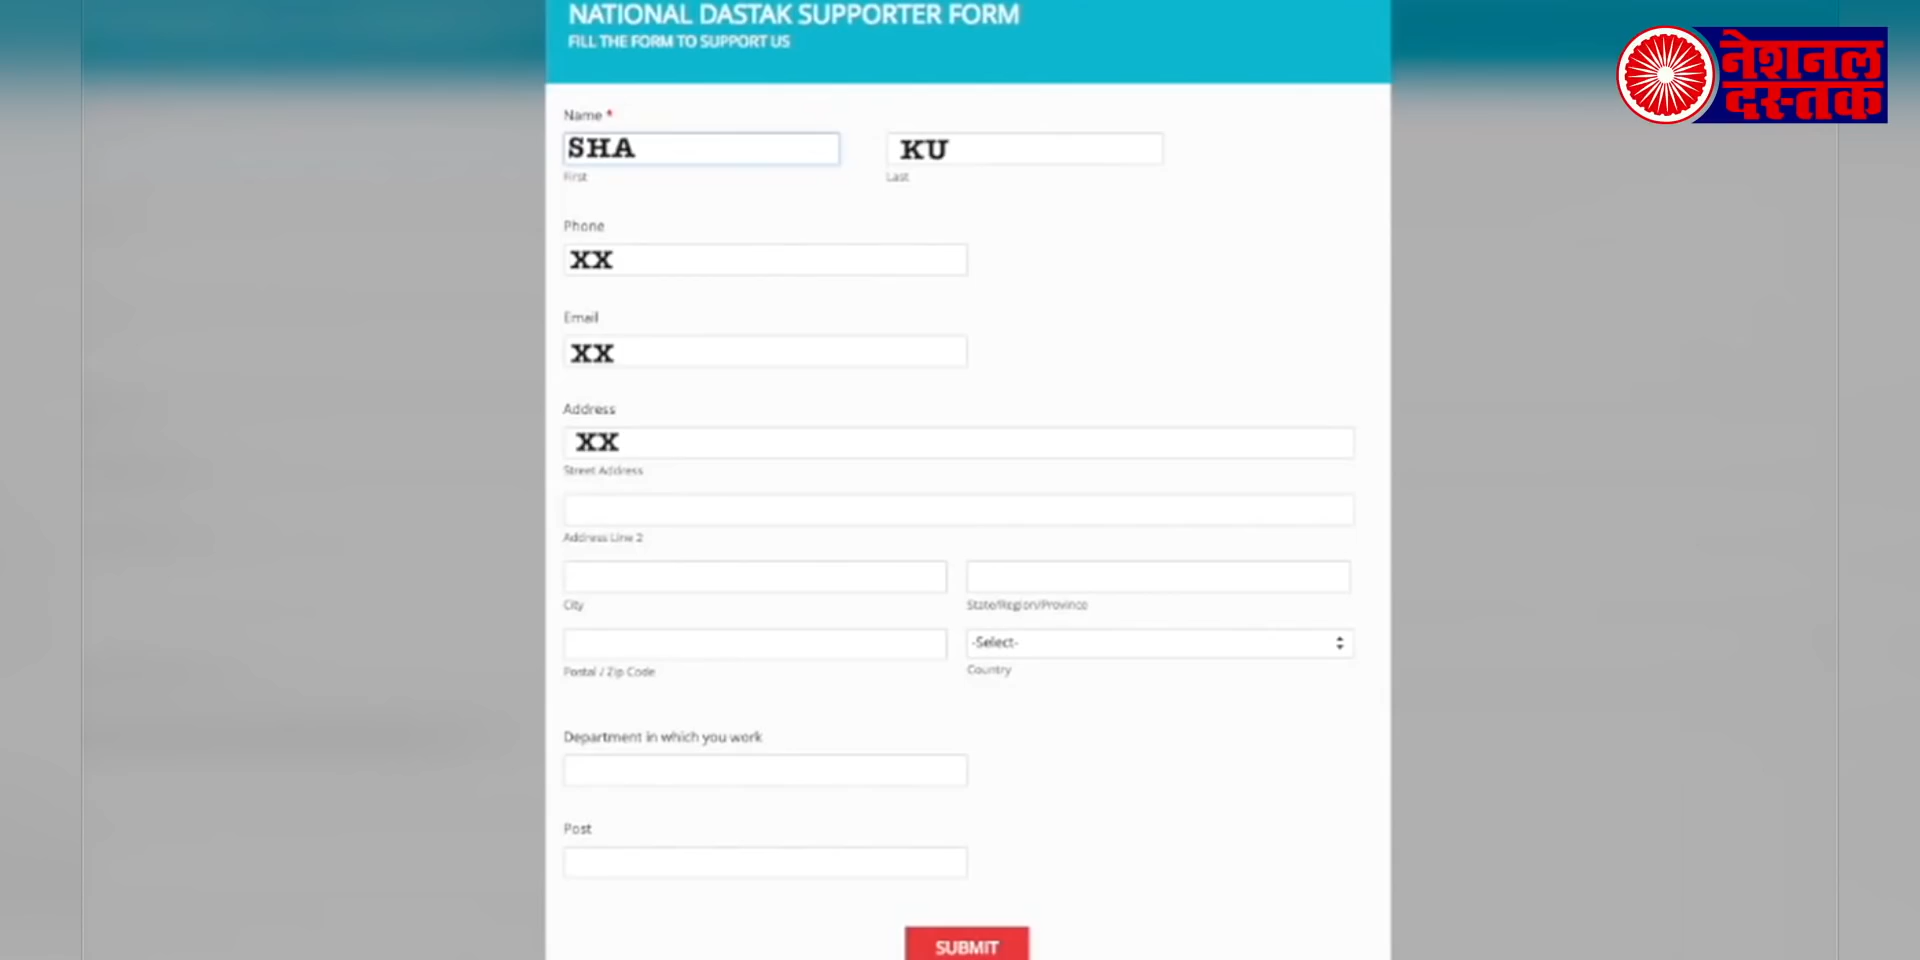 NATIONAL DASTAK SUPPORTER FORM
FILL THE FORM TO SUPPORT US
नेशनल
दस्तक
Name *
SHA KU
First Last
Phone
XX
Email
XX
Address
XX
Street Address
Address Line 2
City State/Region/Province
-Select-
Postal / Zip Code Country
Department in which you work
Post
SUBMIT